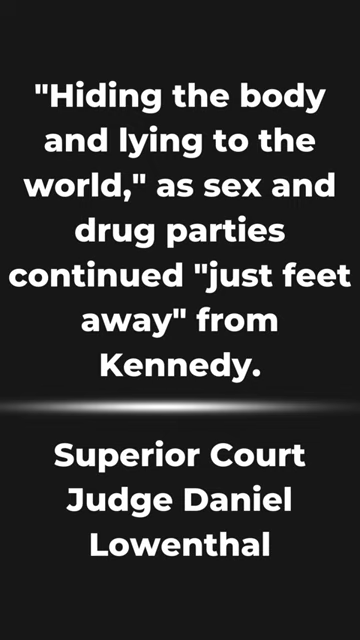 "Hiding the body
and lying to the
world," as sex and
drug parties
continued "just feet
away" from
Kennedy.
Superior Court
Judge Daniel
Lowenthal